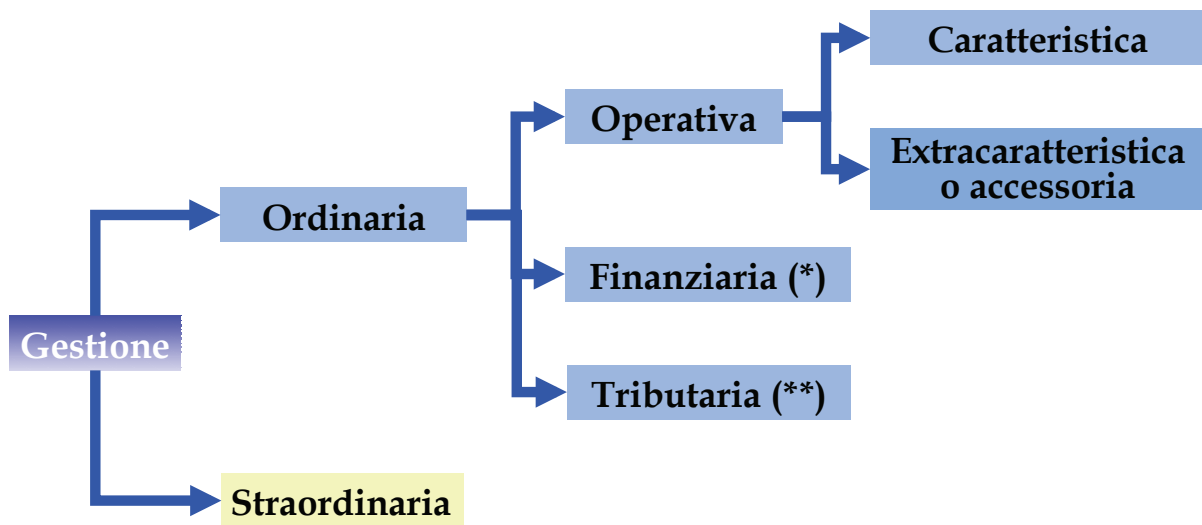 Caratteristica
Operativa
Extracaratteristica
o accessoria
Ordinaria
Finanziaria (*)
Gestione
Tributaria (**)
Straordinaria